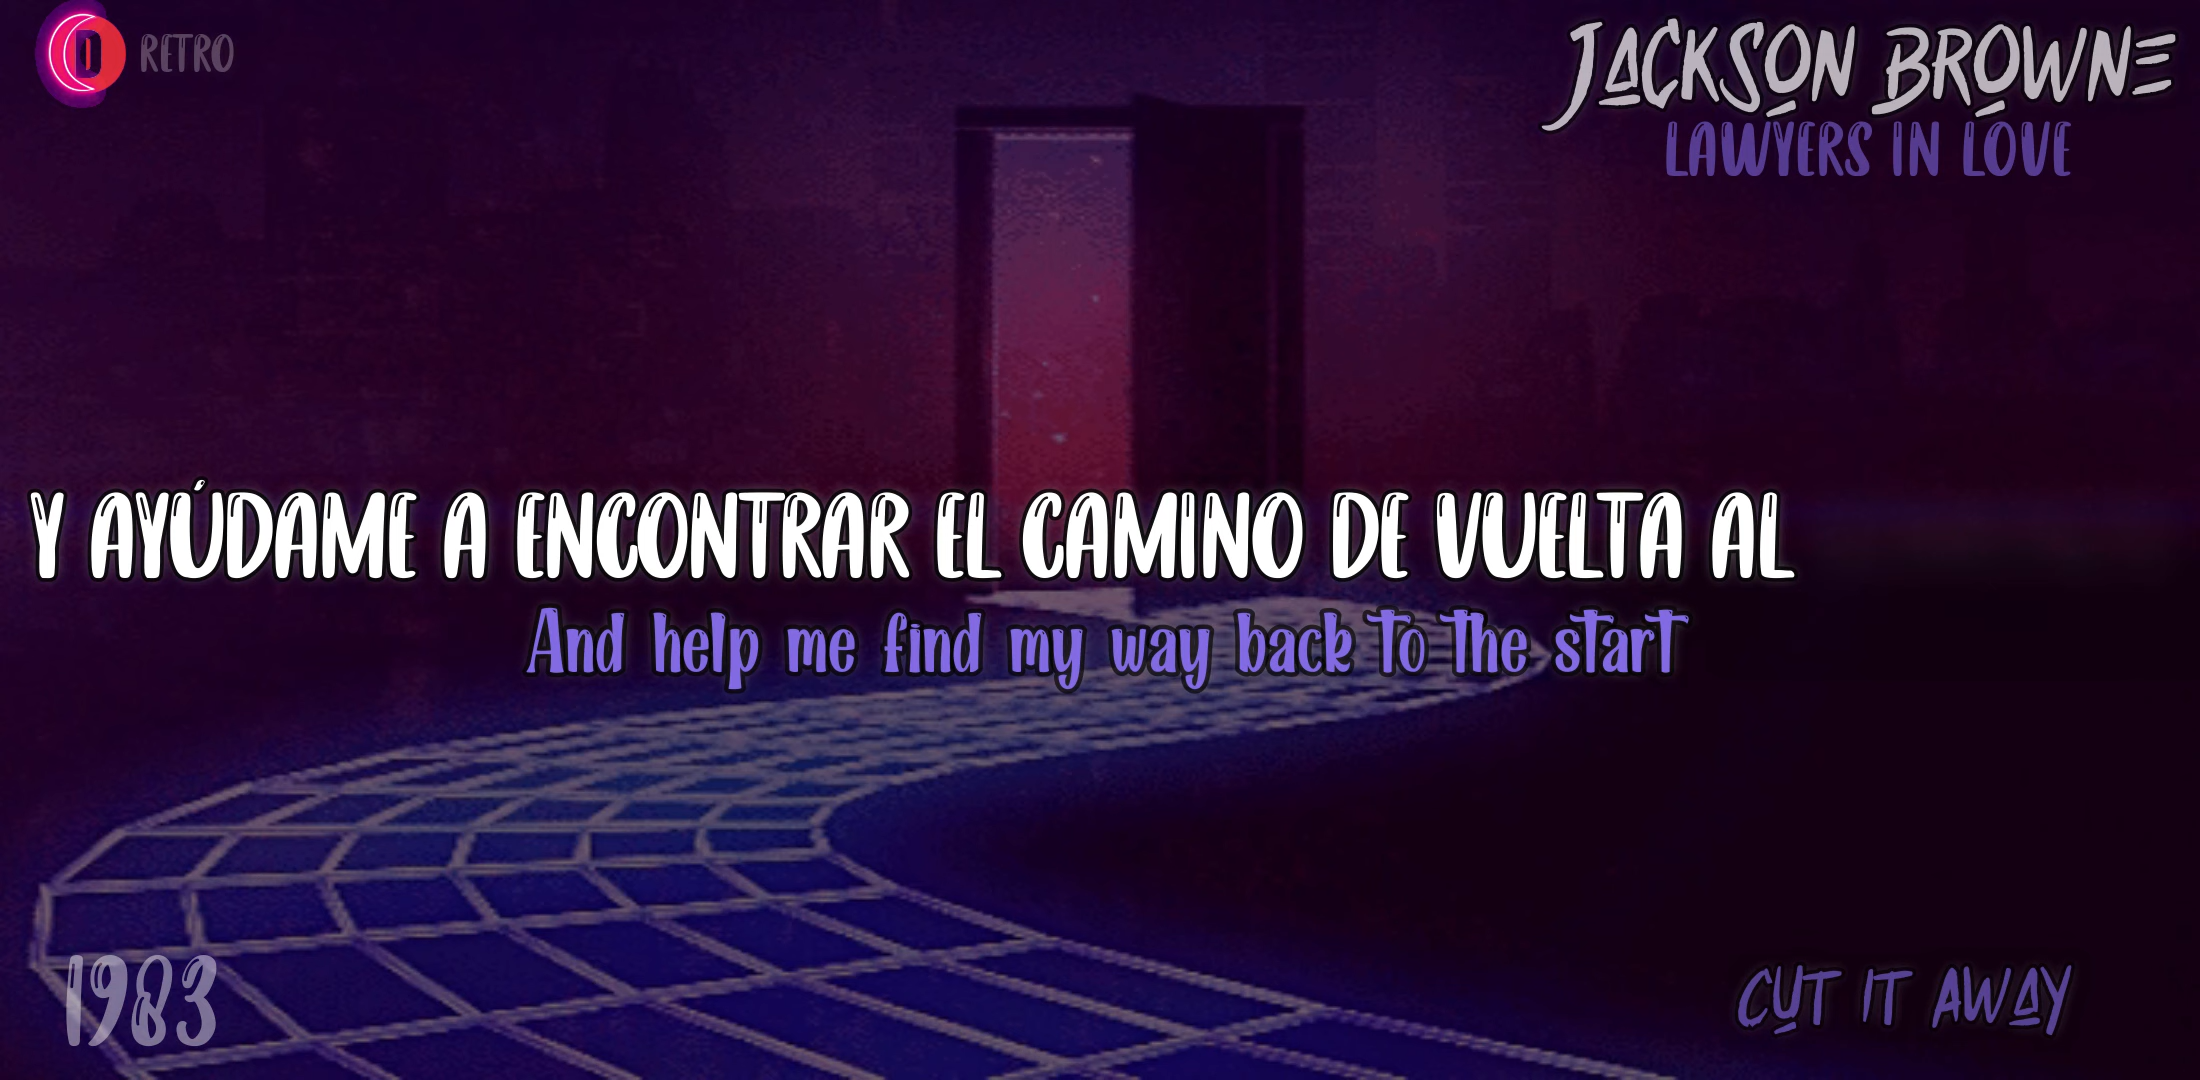 D RETRO
JACKSON BROWNE
LAWYERS IN LOVE
Y AYÚDAME A ENCONTRAR EL CAMINO DE VUELTA AL
And help me find my way back to the start
1983
CUT IT AWAY